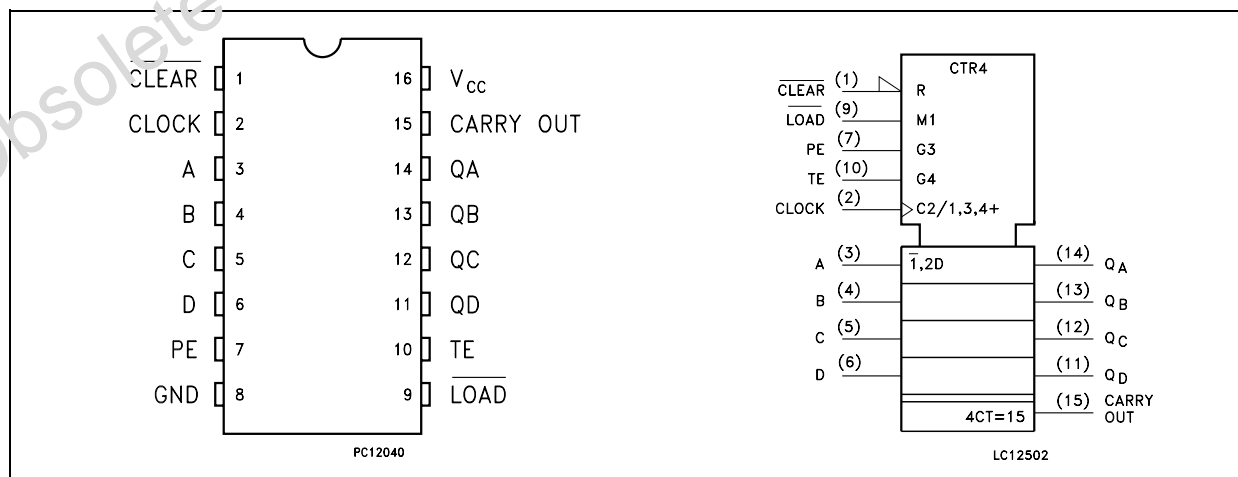 obsolete
CLEAR 1 16 VCC
CLOCK 2 15 CARRY OUT
A 3 14 QA
B 4 13 QB
C 5 12 QC
D 6 11 QD
PE 7 10 TE
GND 8 9 LOAD
PC12040
CTR4
CLEAR (1) R
LOAD (9) M1
PE (7) G3
TE (10) G4
CLOCK (2) C2/1,3,4+
A (3) 1,2D (14) QA
B (4) (13) QB
C (5) (12) QC
D (6) (11) QD
4CT=15 (15) CARRY OUT
LC12502